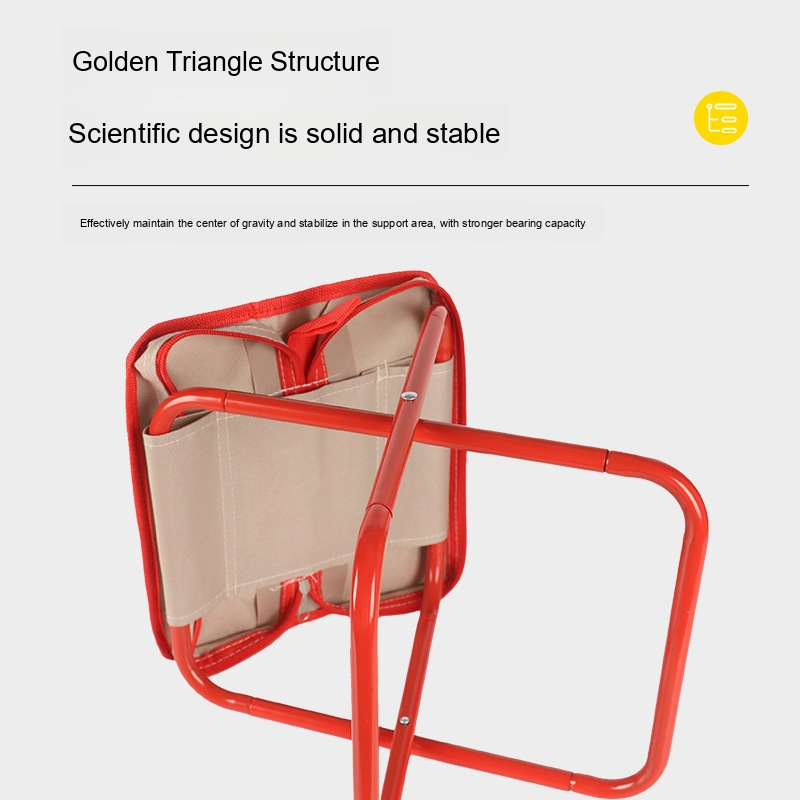 Golden Triangle Structure
Scientific design is solid and stable
Effectively maintain the center of gravity and stabilize in the support area, with stronger bearing capacity